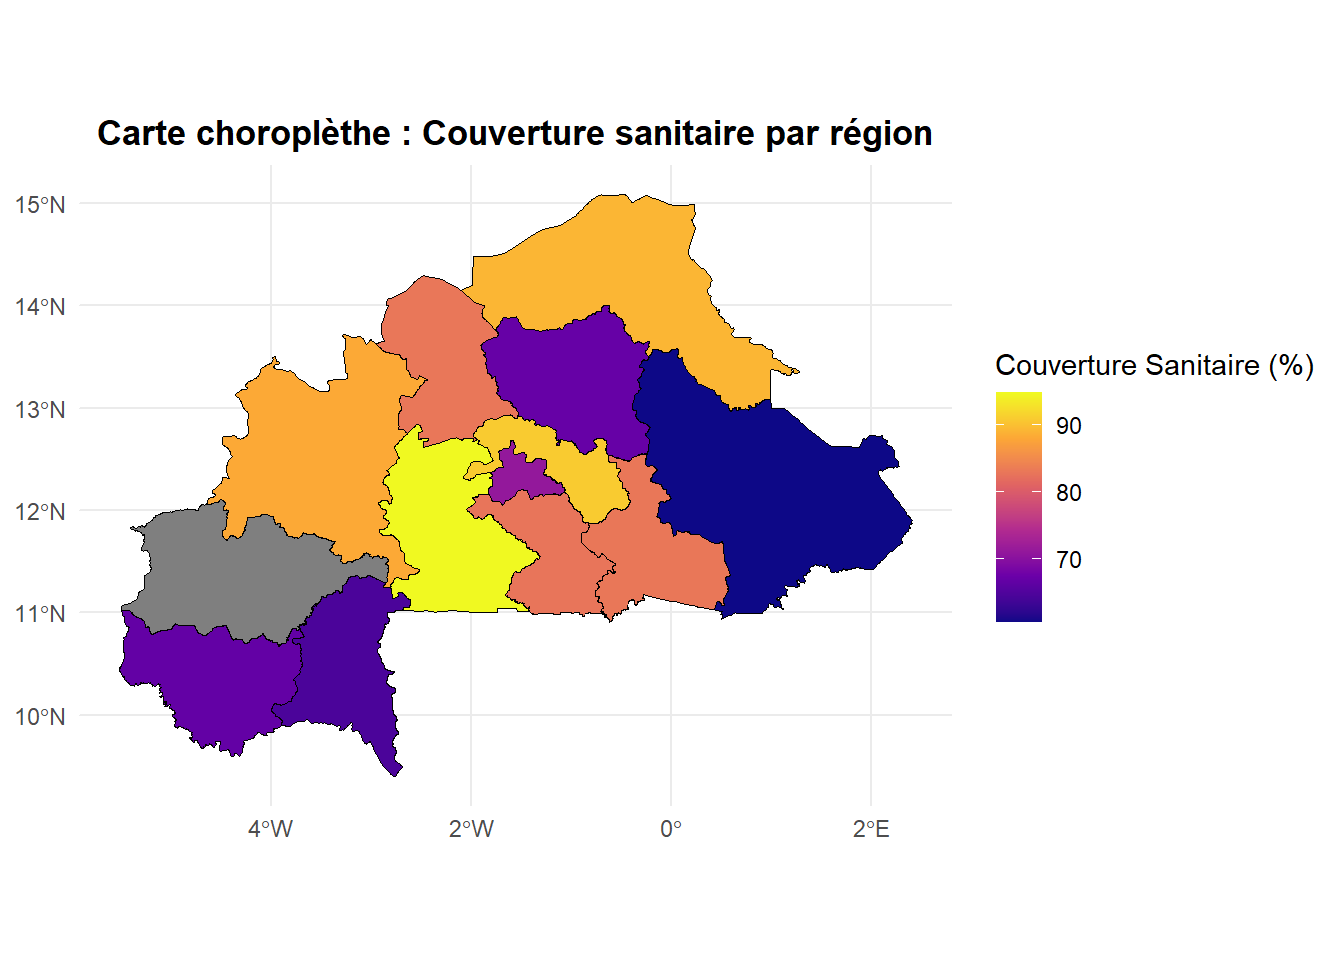 Carte choroplèthe : Couverture sanitaire par région
15°N
14°N
13°N
12°N
11°N
10°N
4°W
2°W
0°
2°E
Couverture Sanitaire (%)
90
80
70